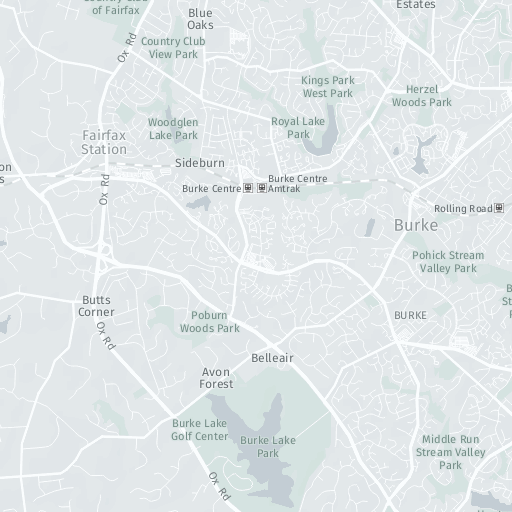 Country Club
of Fairfax
Blue
Oaks
Estates
Ox Rd
Country Club
View Park
Kings Park
West Park
Herzel
Woods Park
Woodglen
Lake Park
Royal Lake
Park
Fairfax
Station
Sideburn
Ox Rd
Burke Centre
Burke Centre
Amtrak
Rolling Road
Burke
Pohick Stream
Valley Park
Butts
Corner
Poburn
Woods Park
BURKE
Ox Rd
Belleair
Avon
Forest
Burke Lake
Golf Center
Burke Lake
Park
Middle Run
Stream Valley
Park
Ox Rd